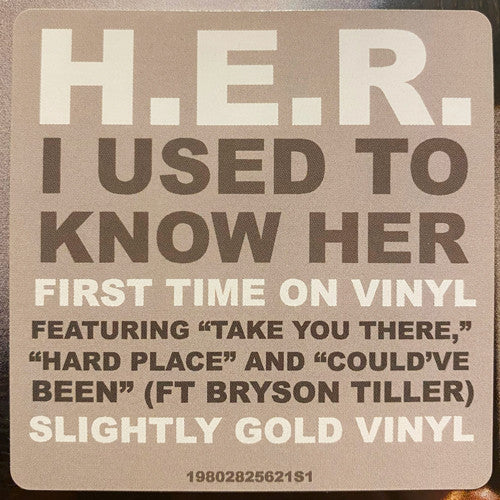 H.E.R.
I USED TO
KNOW HER
FIRST TIME ON VINYL
FEATURING “TAKE YOU THERE,”
“HARD PLACE” AND “COULD’VE
BEEN” (FT BRYSON TILLER)
SLIGHTLY GOLD VINYL
19802825621S1